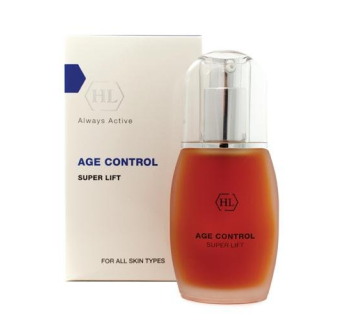 HL
Always Active
AGE CONTROL
SUPER LIFT
FOR ALL SKIN TYPES
HL
AGE CONTROL
SUPER LIFT